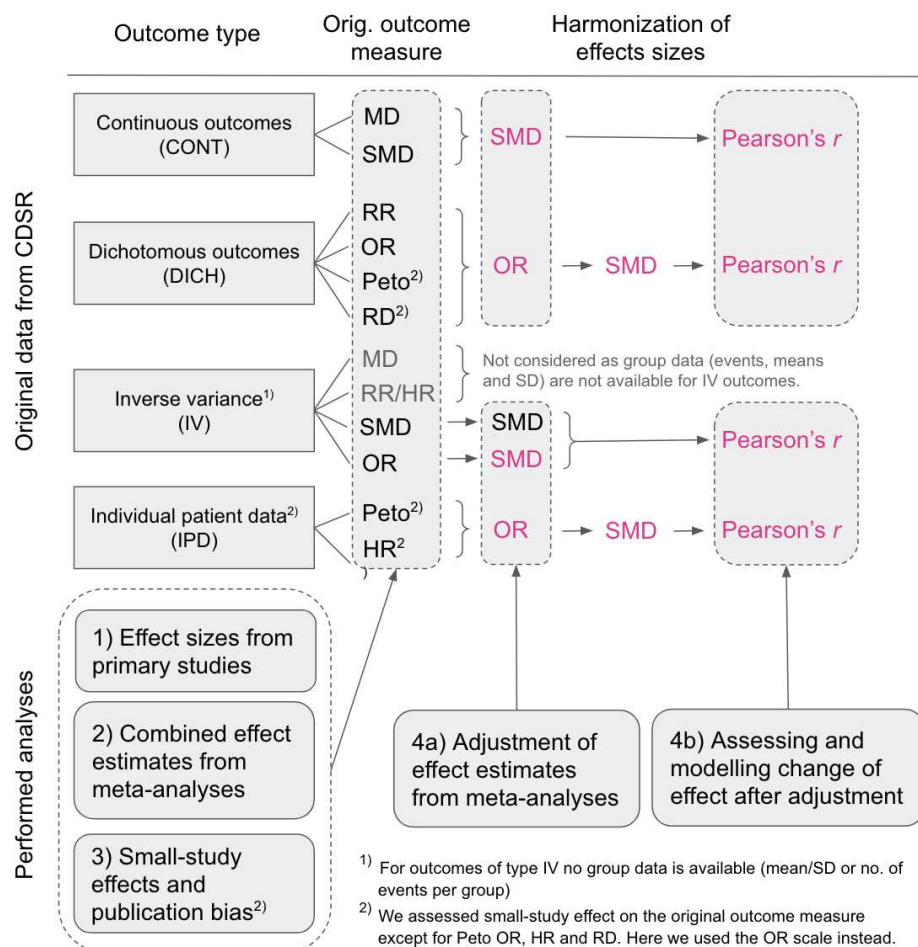 Outcome type
Orig. outcome
measure
Harmonization of
effects sizes
Original data from CDSR
Continuous outcomes
(CONT)
MD
SMD
SMD
Pearson's r
Dichotomous outcomes
(DICH)
RR
OR
Peto2)
RD2)
OR
SMD
Pearson's r
Inverse variance1)
(IV)
MD
RR/HR
SMD
OR
Not considered as group data (events, means
and SD) are not available for IV outcomes.
SMD
SMD
Pearson's r
Individual patient data2)
(IPD)
Peto2)
HR2
)
OR
SMD
Pearson's r
Performed analyses
1) Effect sizes from
primary studies
2) Combined effect
estimates from
meta-analyses
3) Small-study
effects and
publication bias2)
4a) Adjustment of
effect estimates
from meta-analyses
4b) Assessing and
modelling change of
effect after adjustment
1) For outcomes of type IV no group data is available (mean/SD or no. of
events per group)
2) We assessed small-study effect on the original outcome measure
except for Peto OR, HR and RD. Here we used the OR scale instead.